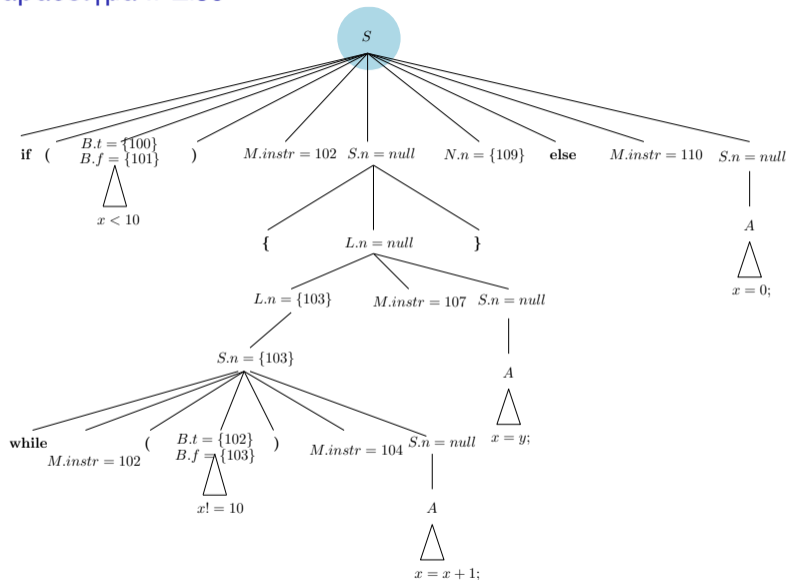 S
if ( B.t = {100} ) M.instr = 102 S.n = null N.n = {109} else M.instr = 110 S.n = null
B.f = {101}
x < 10
A
{ L.n = null }
x = 0;
L.n = {103} M.instr = 107 S.n = null
S.n = {103}
A
while M.instr = 102 ( B.t = {102} ) M.instr = 104 S.n = null x = y;
B.f = {103}
x! = 10
A
x = x + 1;